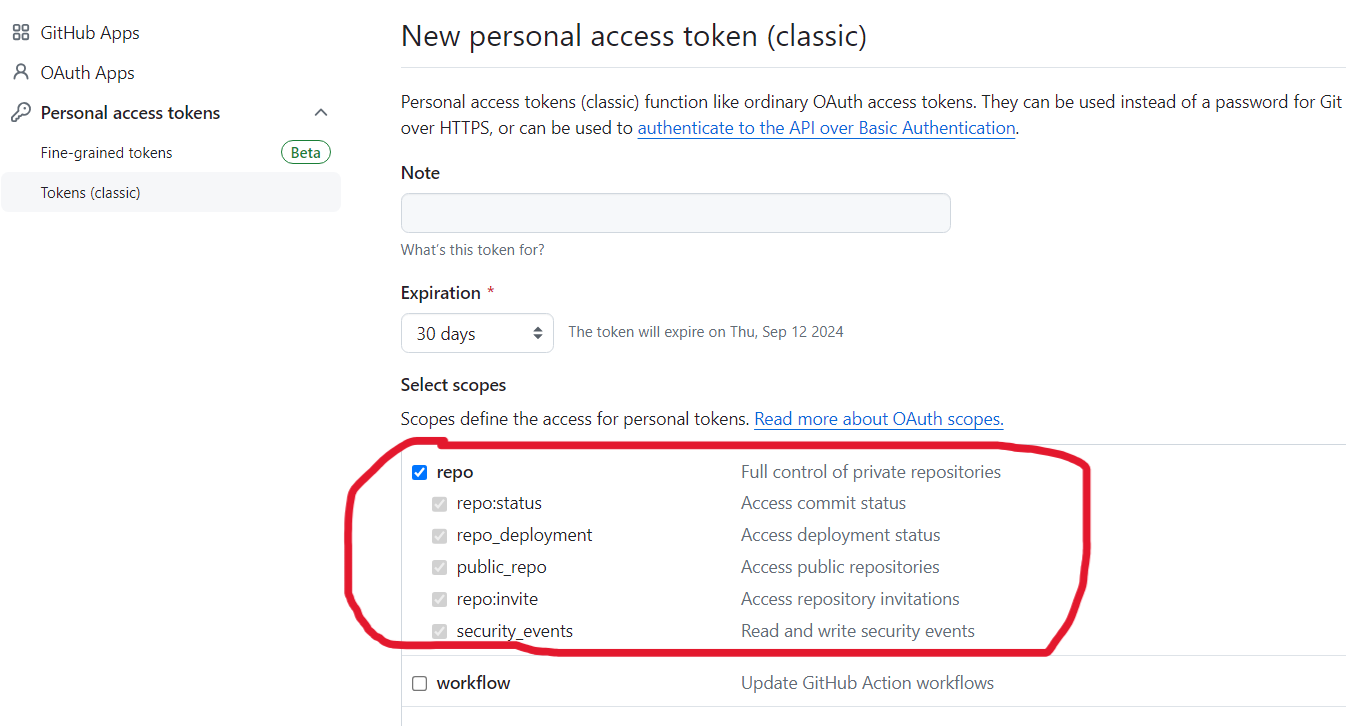 GitHub Apps
OAuth Apps
Personal access tokens
Fine-grained tokens Beta
Tokens (classic)
New personal access token (classic)
Personal access tokens (classic) function like ordinary OAuth access tokens. They can be used instead of a password for Git
over HTTPS, or can be used to authenticate to the API over Basic Authentication.
Note
What's this token for?
Expiration *
30 days The token will expire on Thu, Sep 12 2024
Select scopes
Scopes define the access for personal tokens. Read more about OAuth scopes.
repo Full control of private repositories
repo:status Access commit status
repo_deployment Access deployment status
public_repo Access public repositories
repo:invite Access repository invitations
security_events Read and write security events
workflow Update GitHub Action workflows